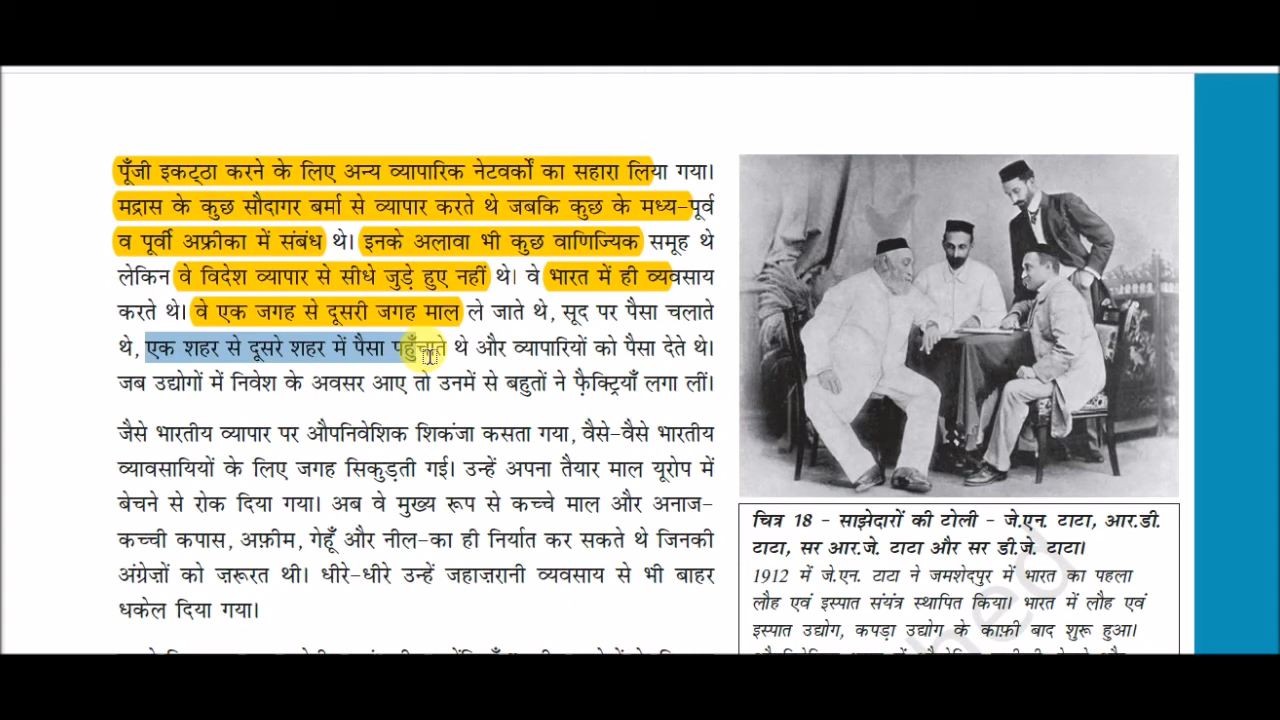 पूँजी इकट्ठा करने के लिए अन्य व्यापारिक नेटवर्कों का सहारा लिया गया।
मद्रास के कुछ सौदागर बर्मा से व्यापार करते थे जबकि कुछ के मध्य-पूर्व
व पूर्वी अफ्रीका में संबंध थे। इनके अलावा भी कुछ वाणिज्यिक समूह थे
लेकिन वे विदेश व्यापार से सीधे जुड़े हुए नहीं थे। वे भारत में ही व्यवसाय
करते थे। वे एक जगह से दूसरी जगह माल ले जाते थे, सूद पर पैसा चलाते
थे, एक शहर से दूसरे शहर में पैसा पहुँचाते थे और व्यापारियों को पैसा देते थे।
जब उद्योगों में निवेश के अवसर आए तो उनमें से बहुतों ने फ़ैक्ट्रियाँ लगा लीं।
जैसे भारतीय व्यापार पर औपनिवेशिक शिकंजा कसता गया, वैसे-वैसे भारतीय
व्यावसायियों के लिए जगह सिकुड़ती गई। उन्हें अपना तैयार माल यूरोप में
बेचने से रोक दिया गया। अब वे मुख्य रूप से कच्चे माल और अनाज-
कच्ची कपास, अफ़ीम, गेहूँ और नील-का ही निर्यात कर सकते थे जिनकी
अंग्रेज़ों को ज़रूरत थी। धीरे-धीरे उन्हें जहाज़रानी व्यवसाय से भी बाहर
धकेल दिया गया।
चित्र 18 - साझेदारों की टोली - जे.एन. टाटा, आर.डी.
टाटा, सर आर.जे. टाटा और सर डी.जे. टाटा।
1912 में जे.एन. टाटा ने जमशेदपुर में भारत का पहला
लौह एवं इस्पात संयंत्र स्थापित किया। भारत में लौह एवं
इस्पात उद्योग, कपड़ा उद्योग के काफ़ी बाद शुरू हुआ।